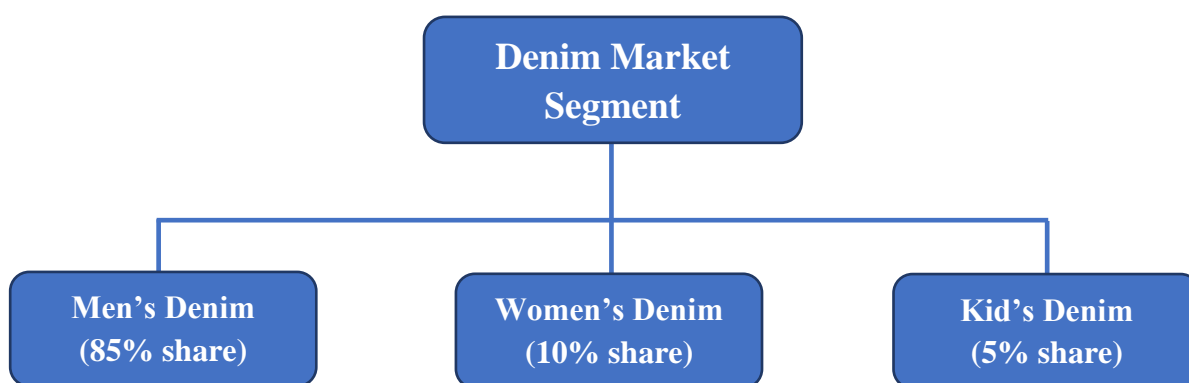 Denim Market
Segment
Men’s Denim
(85% share)
Women’s Denim
(10% share)
Kid’s Denim
(5% share)